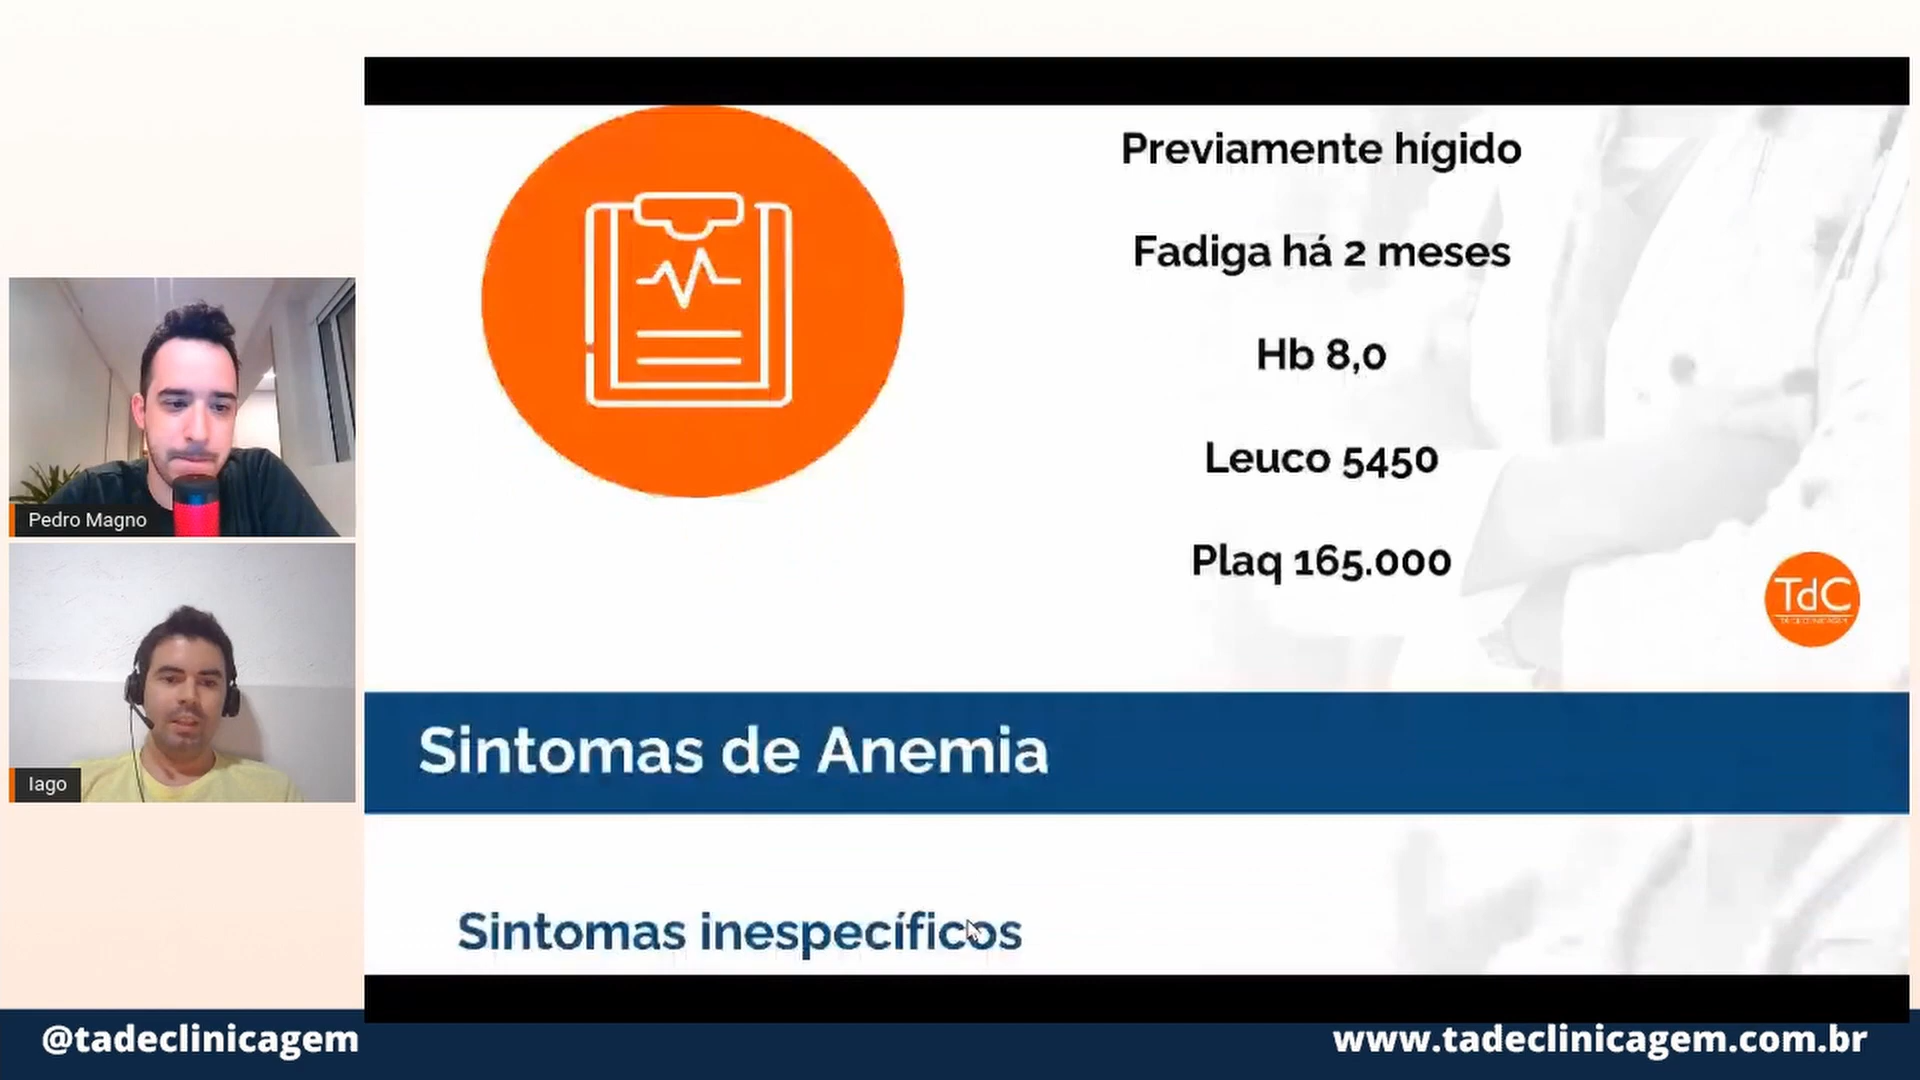 Previamente hígido
Fadiga há 2 meses
Hb 8,0
Leuco 5450
Plaq 165.000
TdC
Sintomas de Anemia
Sintomas inespecíficos
Pedro Magno
Iago
@tadeclinicagem
www.tadeclinicagem.com.br